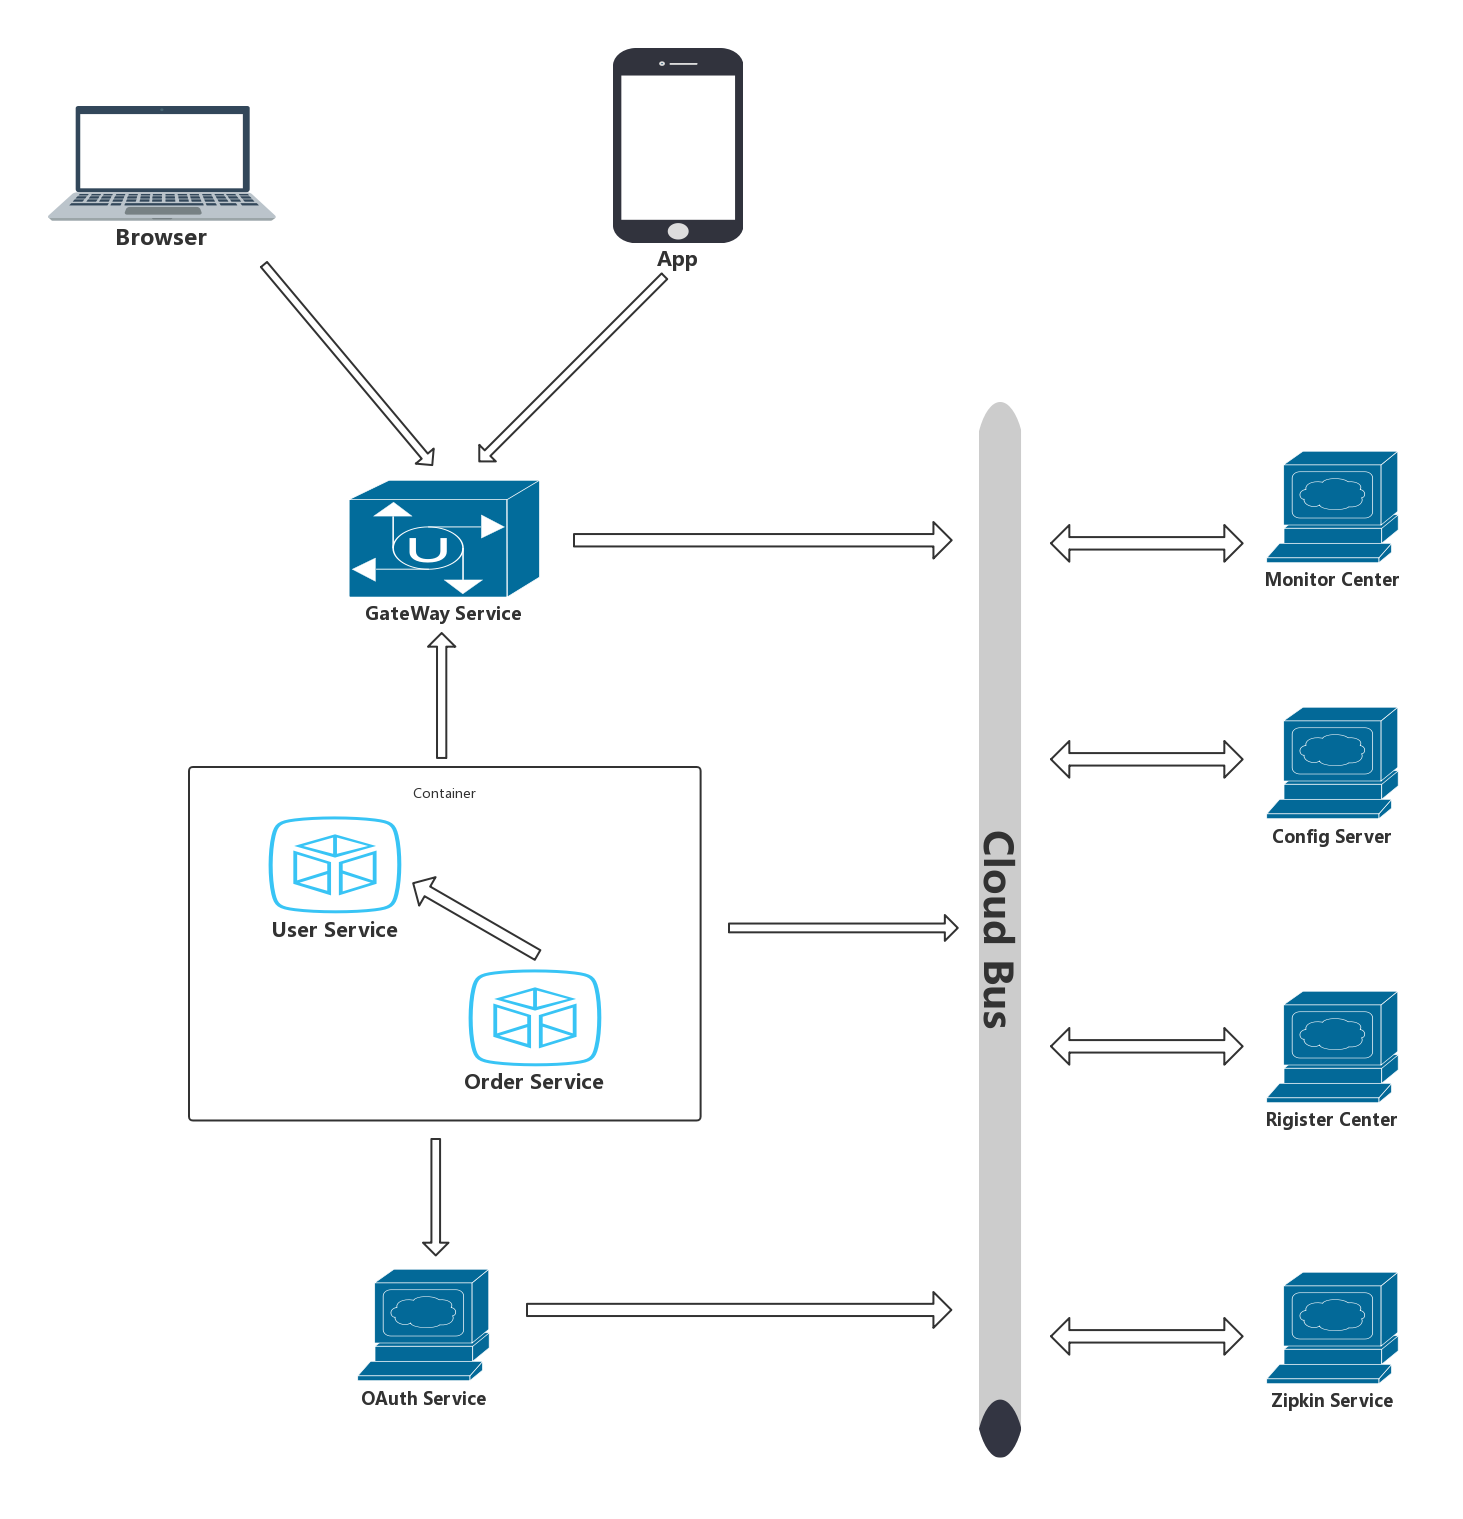 Browser
App
GateWay Service
Monitor Center
Container
Config Server
User Service
Cloud Bus
Order Service
Rigister Center
OAuth Service
Zipkin Service